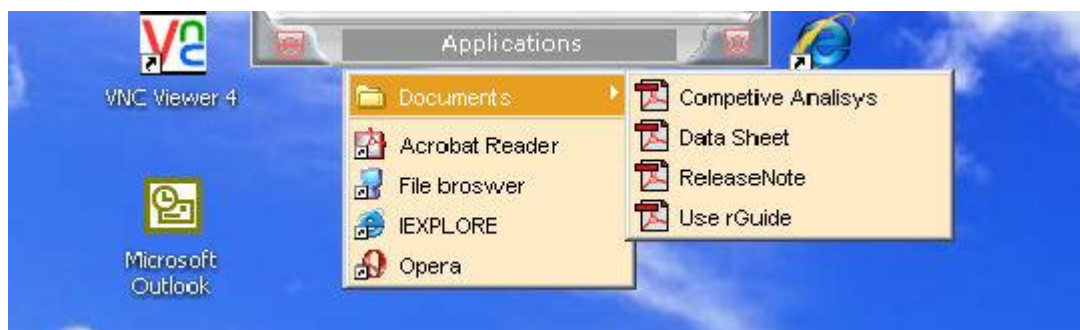 VNC Viewer 4
Microsoft
Outlook
Applications
Documents
Acrobat Reader
File broswer
IEXPLORE
Opera
Competive Analisys
Data Sheet
ReleaseNote
Use rGuide